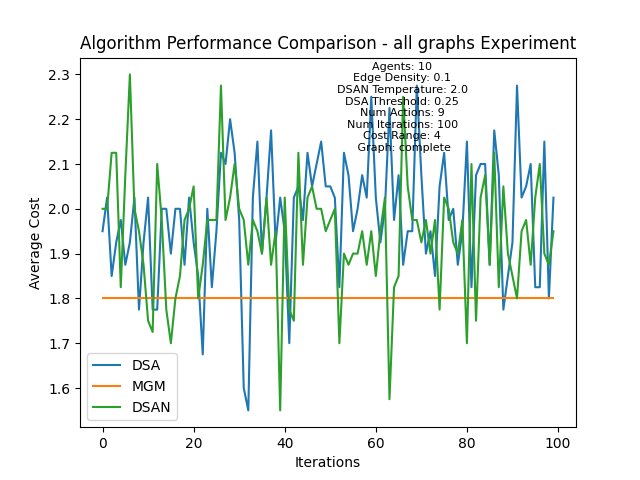 Algorithm Performance Comparison - all graphs Experiment
Agents: 10
Edge Density: 0.1
DSAN Temperature: 2.0
DSA Threshold: 0.25
Num Actions: 9
Num Iterations: 100
Cost Range: 4
Graph: complete
Average Cost
2.3
2.2
2.1
2.0
1.9
1.8
1.7
1.6
DSA
MGM
DSAN
0 20 40 60 80 100
Iterations